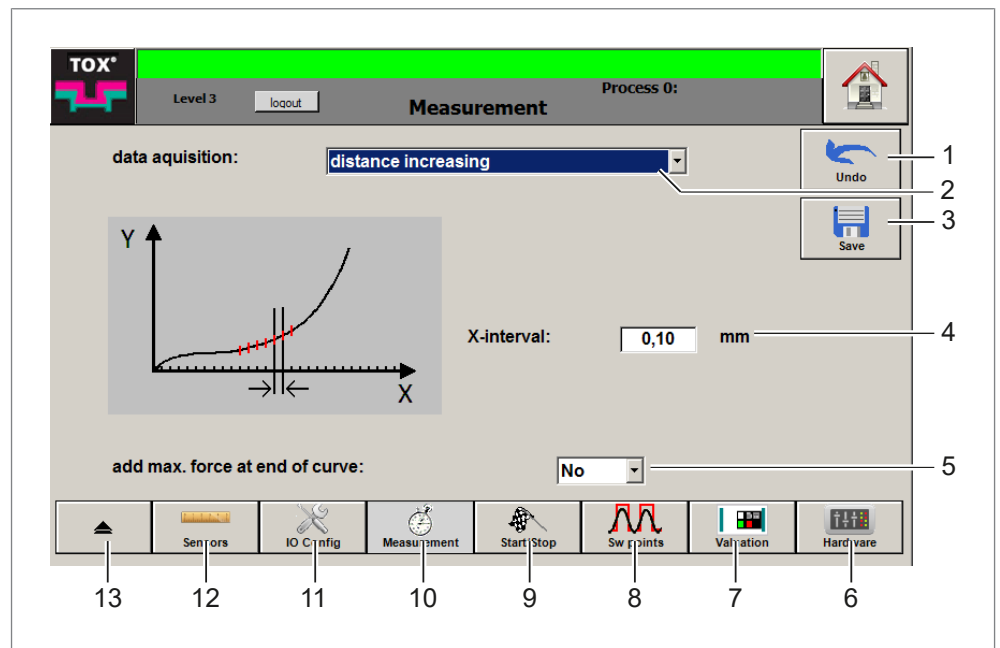 TOX®
Level 3 logout Measurement Process 0:
data aquisition: distance increasing
Undo
1
2
Save
3
Y
X
X-interval: 0,10 mm
4
add max. force at end of curve: No
5
Sensors IO Config Measurement Start/Stop Sw points Valuation Hardware
13 12 11 10 9 8 7 6